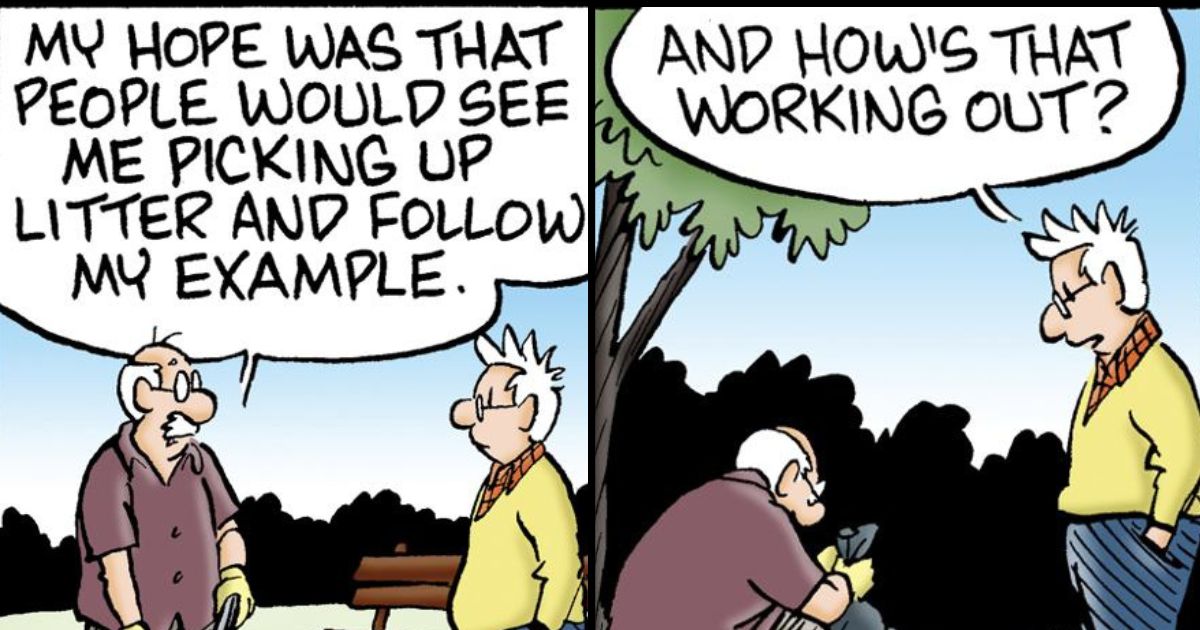 MY HOPE WAS THAT
PEOPLE WOULD SEE
ME PICKING UP
LITTER AND FOLLOW
MY EXAMPLE.
AND HOW'S THAT
WORKING OUT?